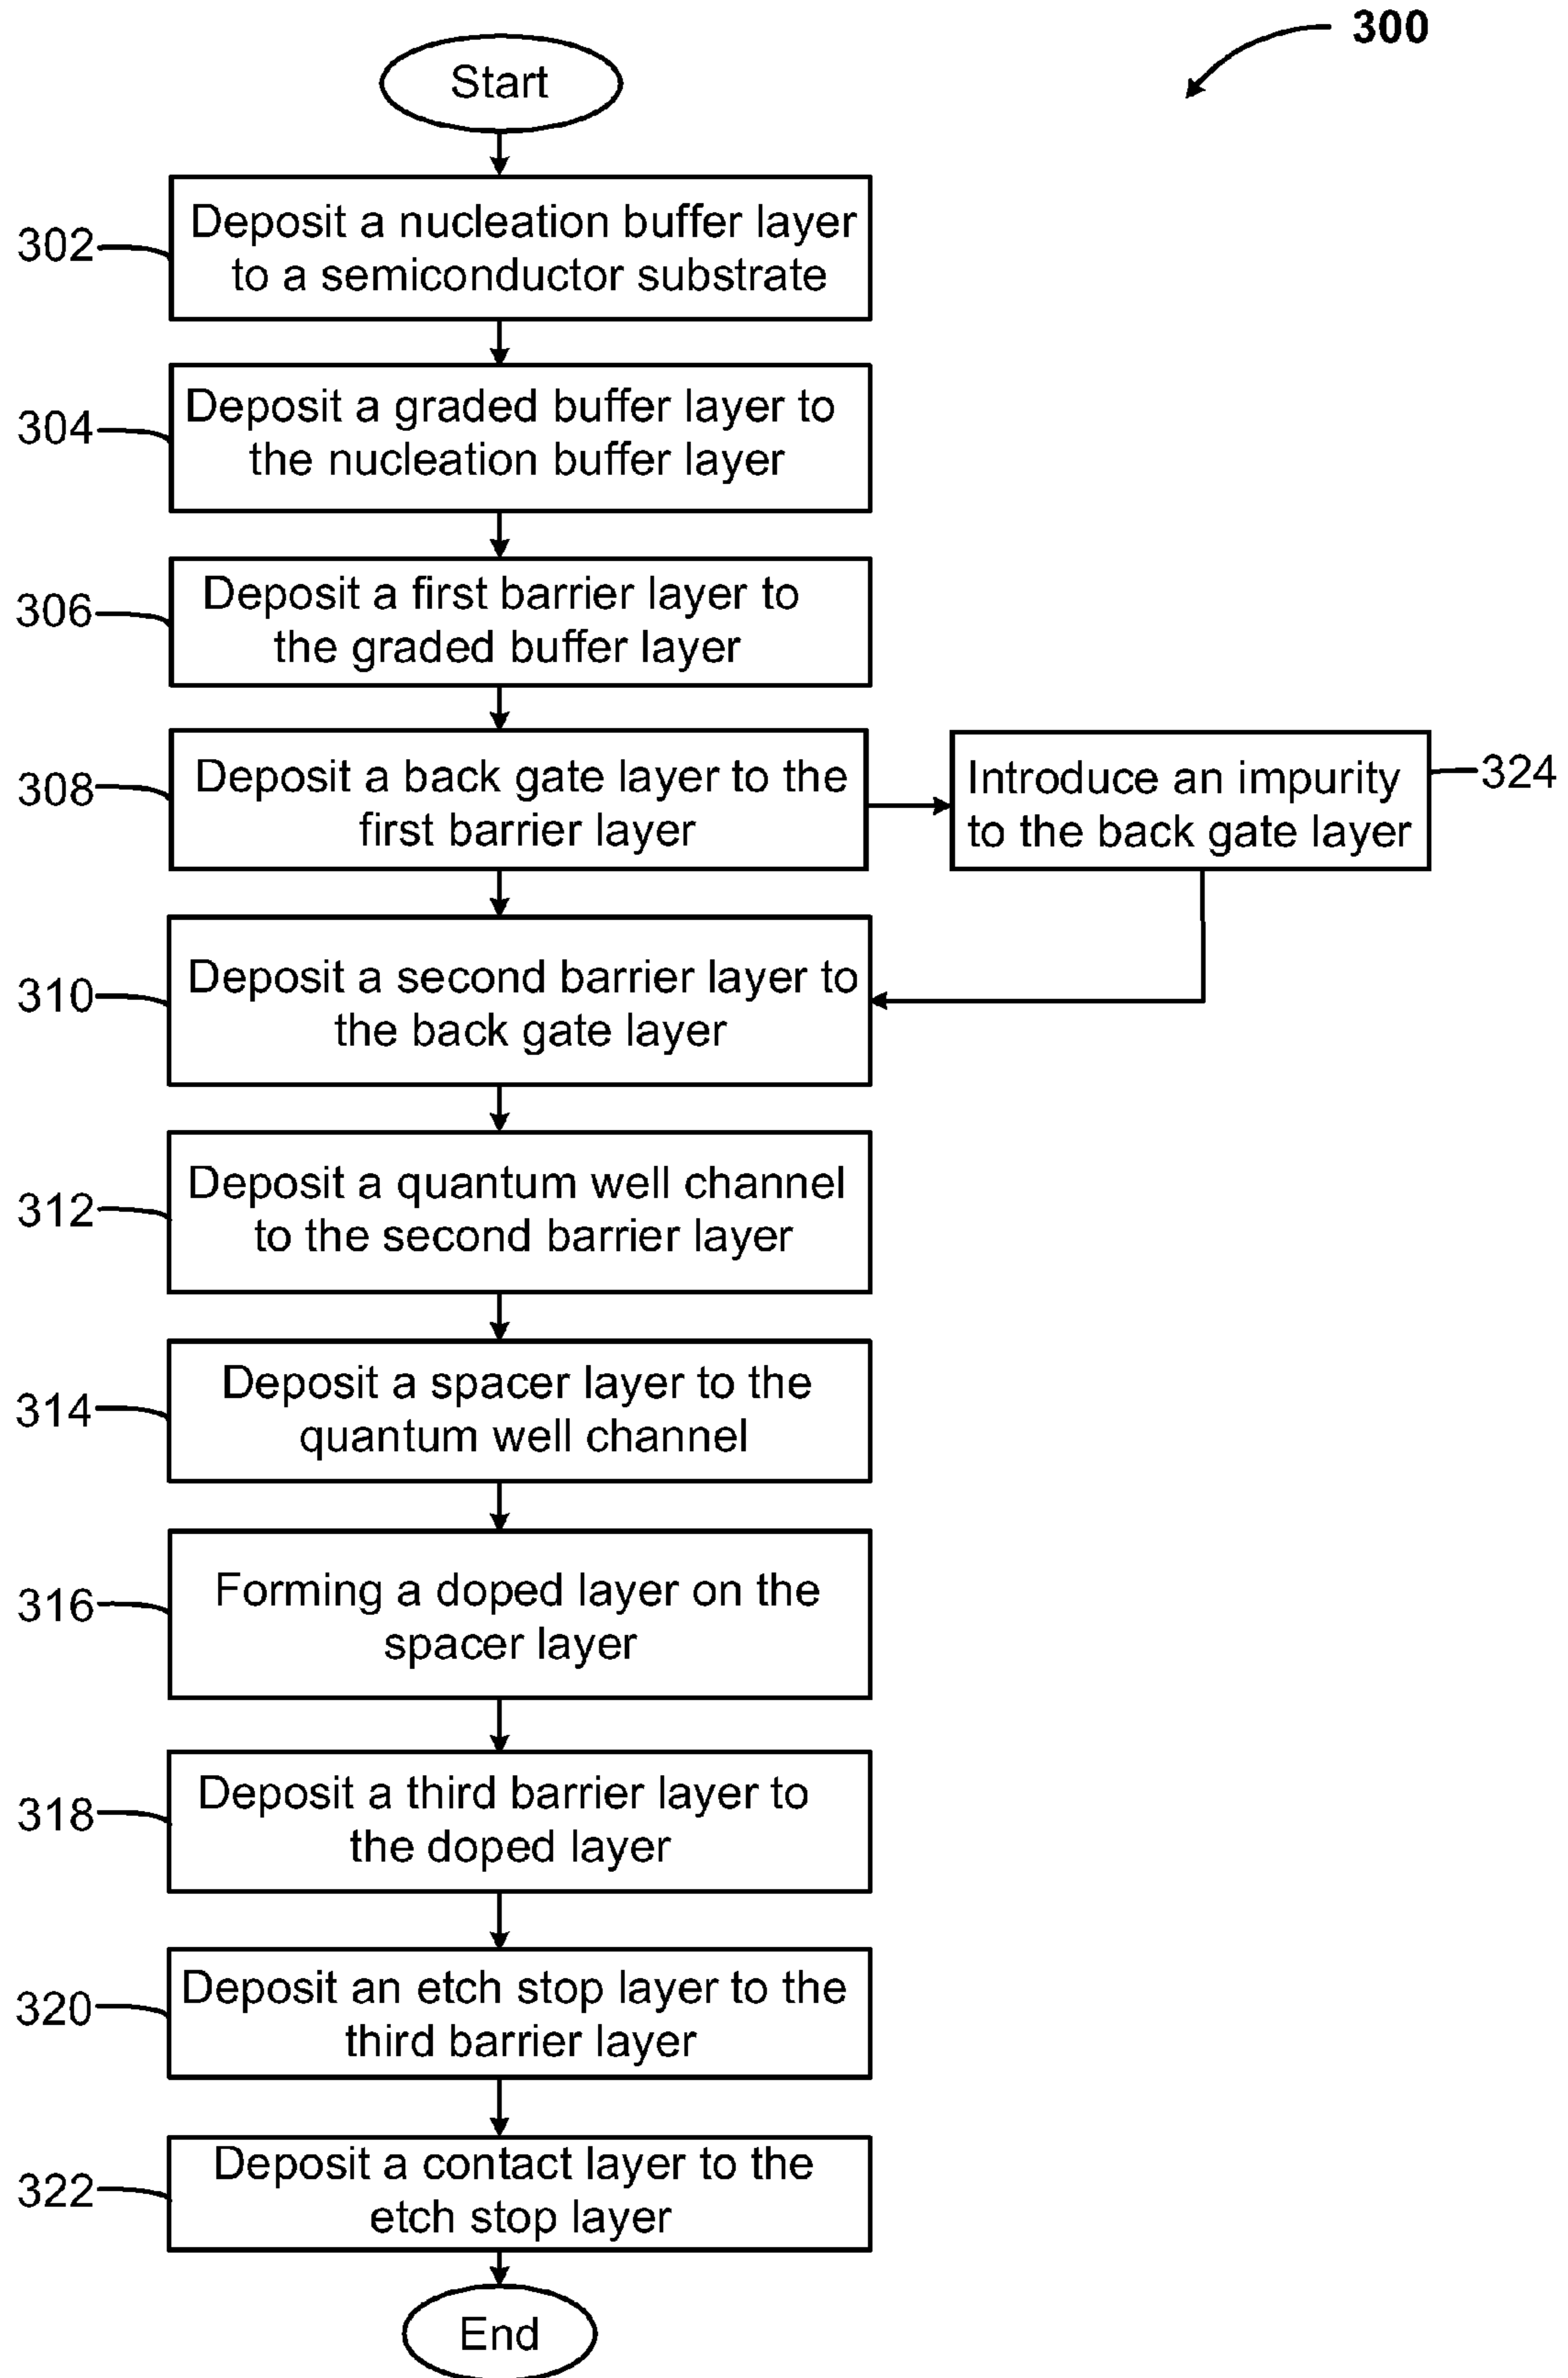 300
Start
302
Deposit a nucleation buffer layer
to a semiconductor substrate
304
Deposit a graded buffer layer to
the nucleation buffer layer
306
Deposit a first barrier layer to
the graded buffer layer
308
Deposit a back gate layer to the
first barrier layer
Introduce an impurity
to the back gate layer
324
310
Deposit a second barrier layer to
the back gate layer
312
Deposit a quantum well channel
to the second barrier layer
314
Deposit a spacer layer to the
quantum well channel
316
Forming a doped layer on the
spacer layer
318
Deposit a third barrier layer to
the doped layer
320
Deposit an etch stop layer to the
third barrier layer
322
Deposit a contact layer to the
etch stop layer
End